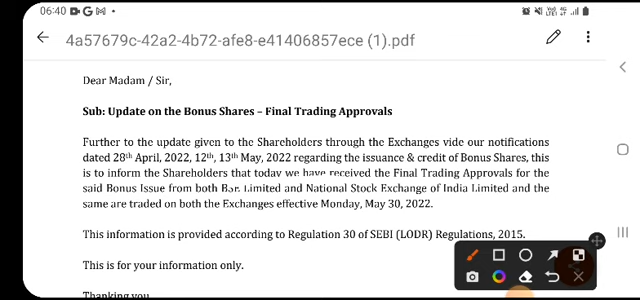 06:40
4a57679c-42a2-4b72-afe8-e41406857ece (1).pdf
Dear Madam / Sir,
Sub: Update on the Bonus Shares – Final Trading Approvals
Further to the update given to the Shareholders through the Exchanges vide our notifications
dated 28th April, 2022, 12th, 13th May, 2022 regarding the issuance & credit of Bonus Shares, this
is to inform the Shareholders that today we have received the Final Trading Approvals for the
said Bonus Issue from both Limited and National Stock Exchange of India Limited and the
same are traded on both the Exchanges effective Monday, May 30, 2022.
This information is provided according to Regulation 30 of SEBI (LODR) Regulations, 2015.
This is for your information only.
Thanking you